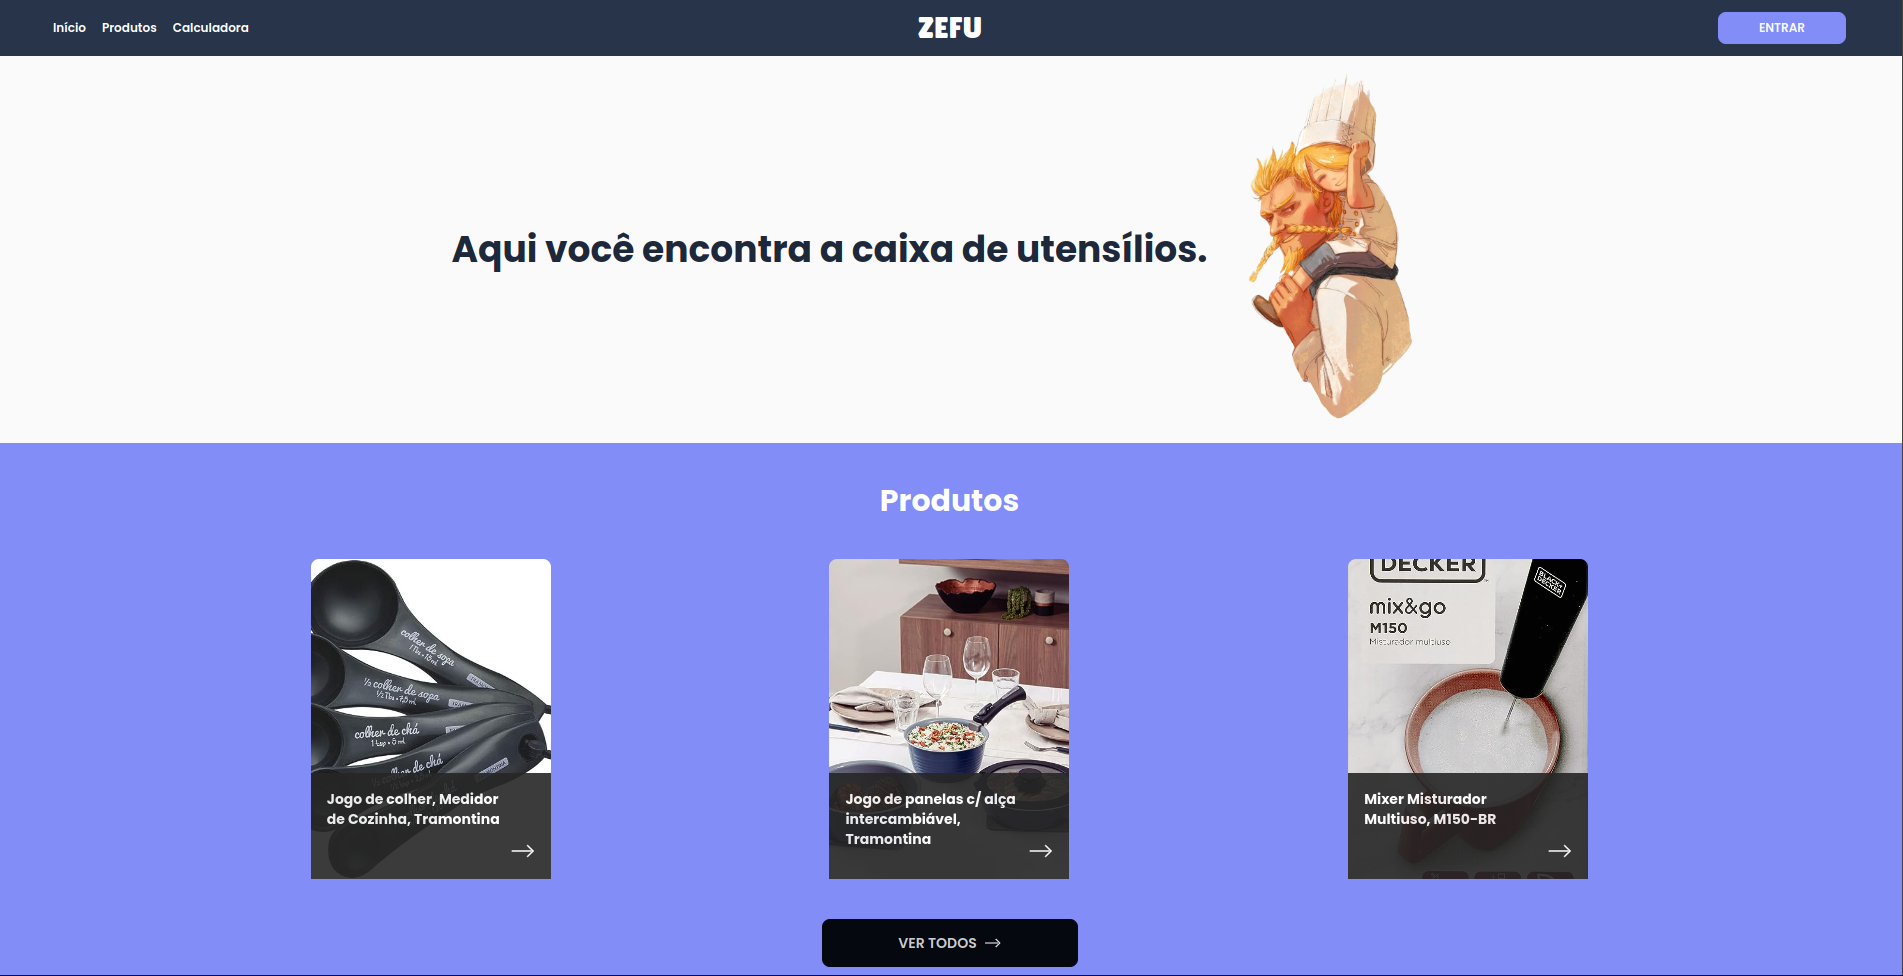 Início Produtos Calculadora ZEFU ENTRAR
Aqui você encontra a caixa de utensílios.
Produtos
colher de sopa
1 Tbs • 15 ml
½ colher de sopa
½ Tbs • 7,5 ml
colher de chá
1 tsp • 5 ml
colher de chá
TRAMONTINA
Jogo de colher, Medidor
de Cozinha, Tramontina
Jogo de panelas c/ alça
intercambiável,
Tramontina
DECKER
BLACK+
DECKER
mix&go
M150
Misturador multiuso
Mixer Misturador
Multiuso, M150-BR
VER TODOS